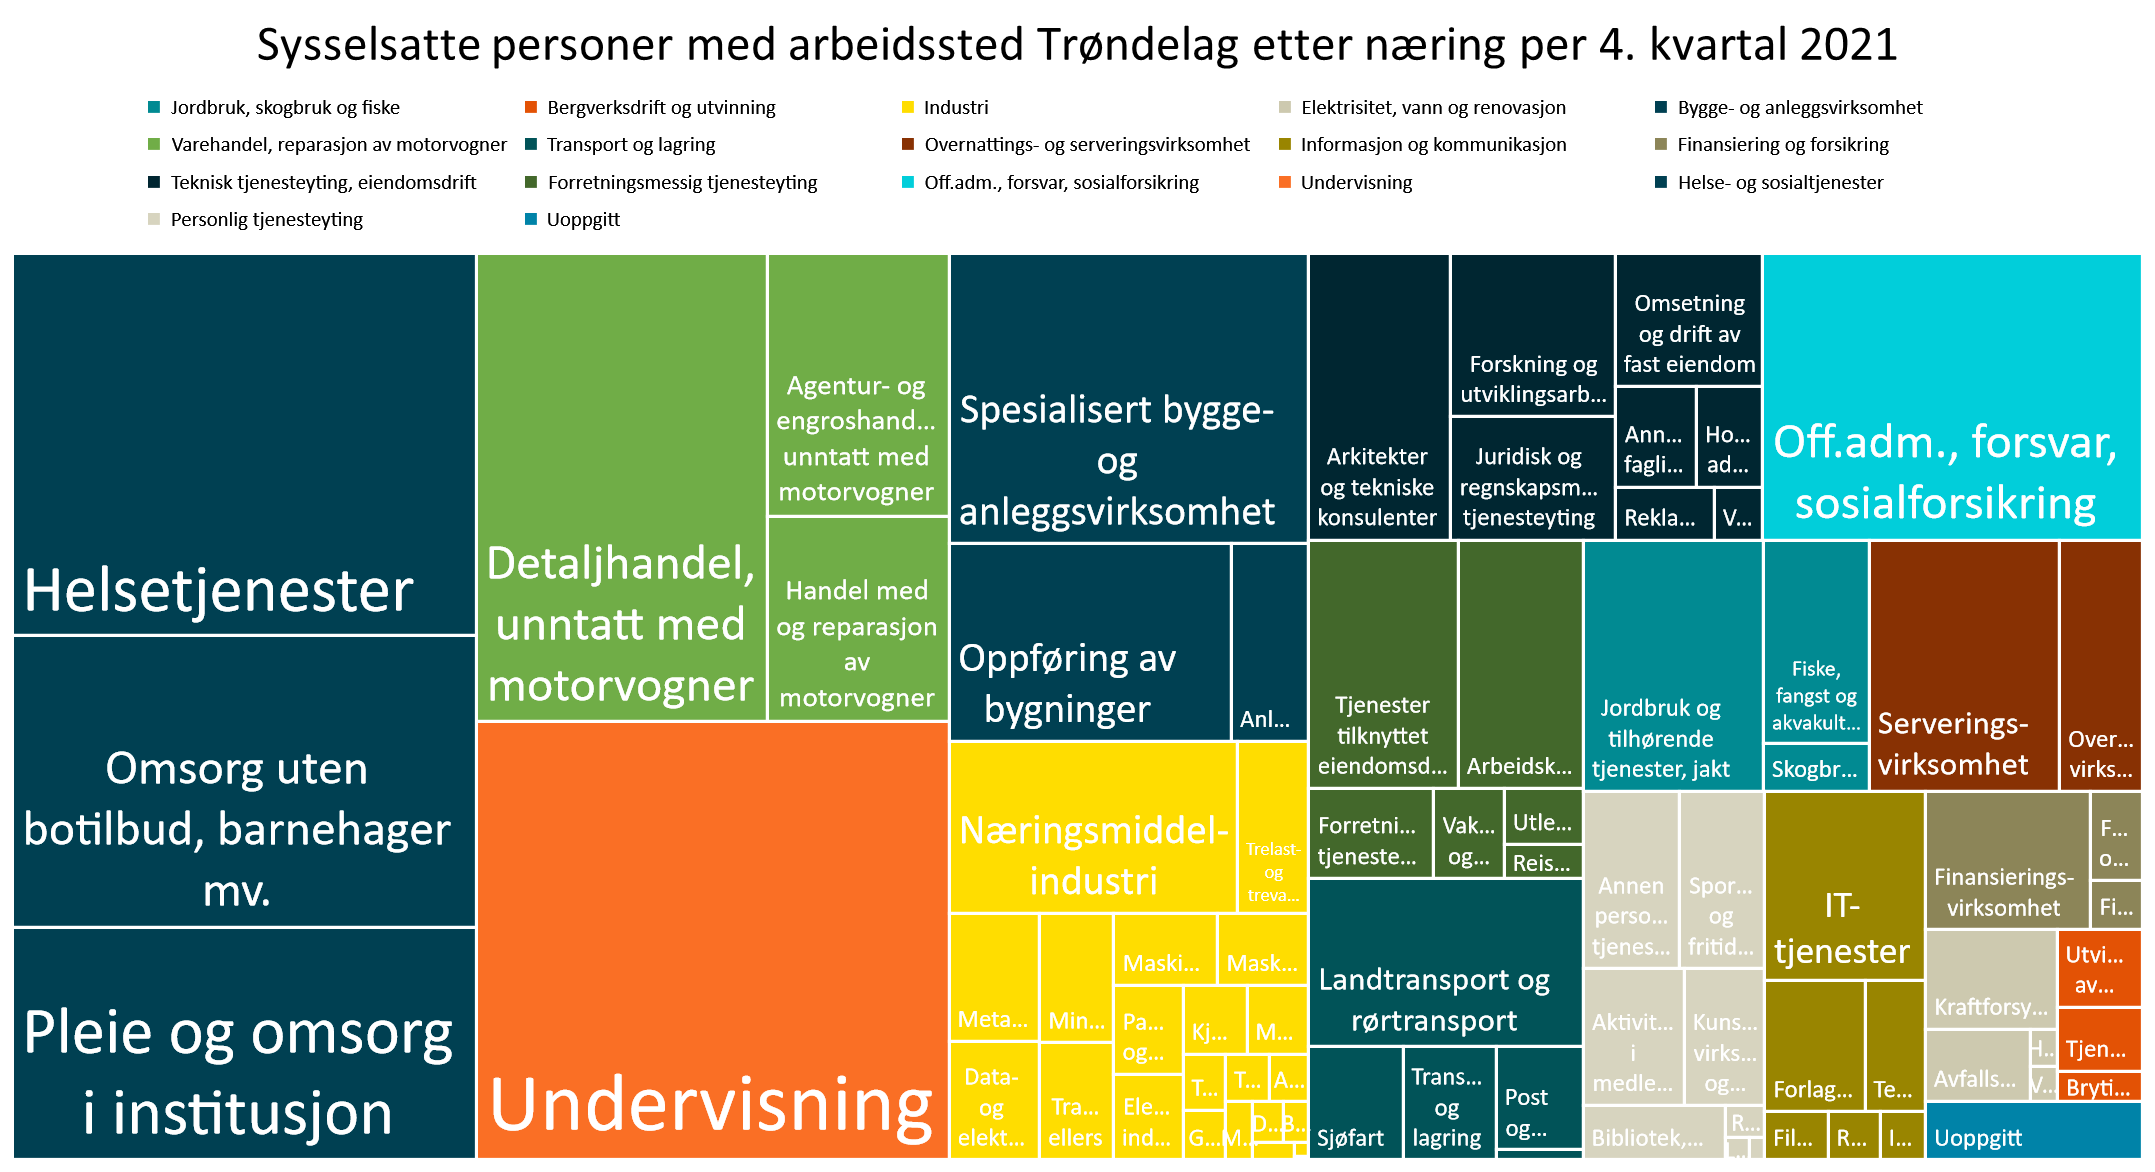 Sysselsatte personer med arbeidssted Trøndelag etter næring per 4. kvartal 2021
Jordbruk, skogbruk og fiske
Bergverksdrift og utvinning
Industri
Elektrisitet, vann og renovasjon
Bygge- og anleggsvirksomhet
Varehandel, reparasjon av motorvogner
Transport og lagring
Overnattings- og serveringsvirksomhet
Informasjon og kommunikasjon
Finansiering og forsikring
Teknisk tjenesteyting, eiendomsdrift
Forretningsmessig tjenesteyting
Off.adm., forsvar, sosialforsikring
Undervisning
Helse- og sosialtjenester
Personlig tjenesteyting
Uoppgitt
Helsetjenester
Omsorg uten
botilbud, barnehager
mv.
Pleie og omsorg
i institusjon
Detaljhandel,
unntatt med
motorvogner
Agentur- og
engroshand...
unntatt med
motorvogner
Handel med
og reparasjon
av
motorvogner
Undervisning
Spesialisert bygge-
og
anleggsvirksomhet
Oppføring av
bygninger
Anl...
Næringsmiddel-
industri
Trelast-
og
treva...
Meta...
Min...
Maski...
Mask...
Data-
og
elekt...
Tra...
ellers
Pa...
og...
Ele...
ind...
Kj...
M...
T...
T...
A...
G...
M...
D...
B...
Arkitekter
og tekniske
konsulenter
Forskning og
utviklingsarb...
Juridisk og
regnskapsm...
tjenesteyting
Omsetning
og drift av
fast eiendom
Ann...
fagli...
Ho...
ad...
Rekla...
V...
Off.adm., forsvar,
sosialforsikring
Tjenester
tilknyttet
eiendomsd...
Arbeidsk...
Forretni...
tjeneste...
Vak...
og...
Utle...
Reis...
Landtransport og
rørtransport
Sjøfart
Trans...
og
lagring
Post
og...
Jordbruk og
tilhørende
tjenester, jakt
Fiske,
fangst og
akvakult...
Skogbr...
Serverings-
virksomhet
Over...
virks...
Annen
perso...
tjenes...
Spor...
og
fritid...
Aktivit...
i
medle...
Kuns...
virks...
og...
Bibliotek,...
R...
IT-
tjenester
Forlag...
Te...
Fil...
R...
I...
Finansierings-
virksomhet
F...
o...
Fi...
Kraftforsy...
Avfalls...
H...
V...
Utvi...
av...
Tjen...
Bryti...
Uoppgitt